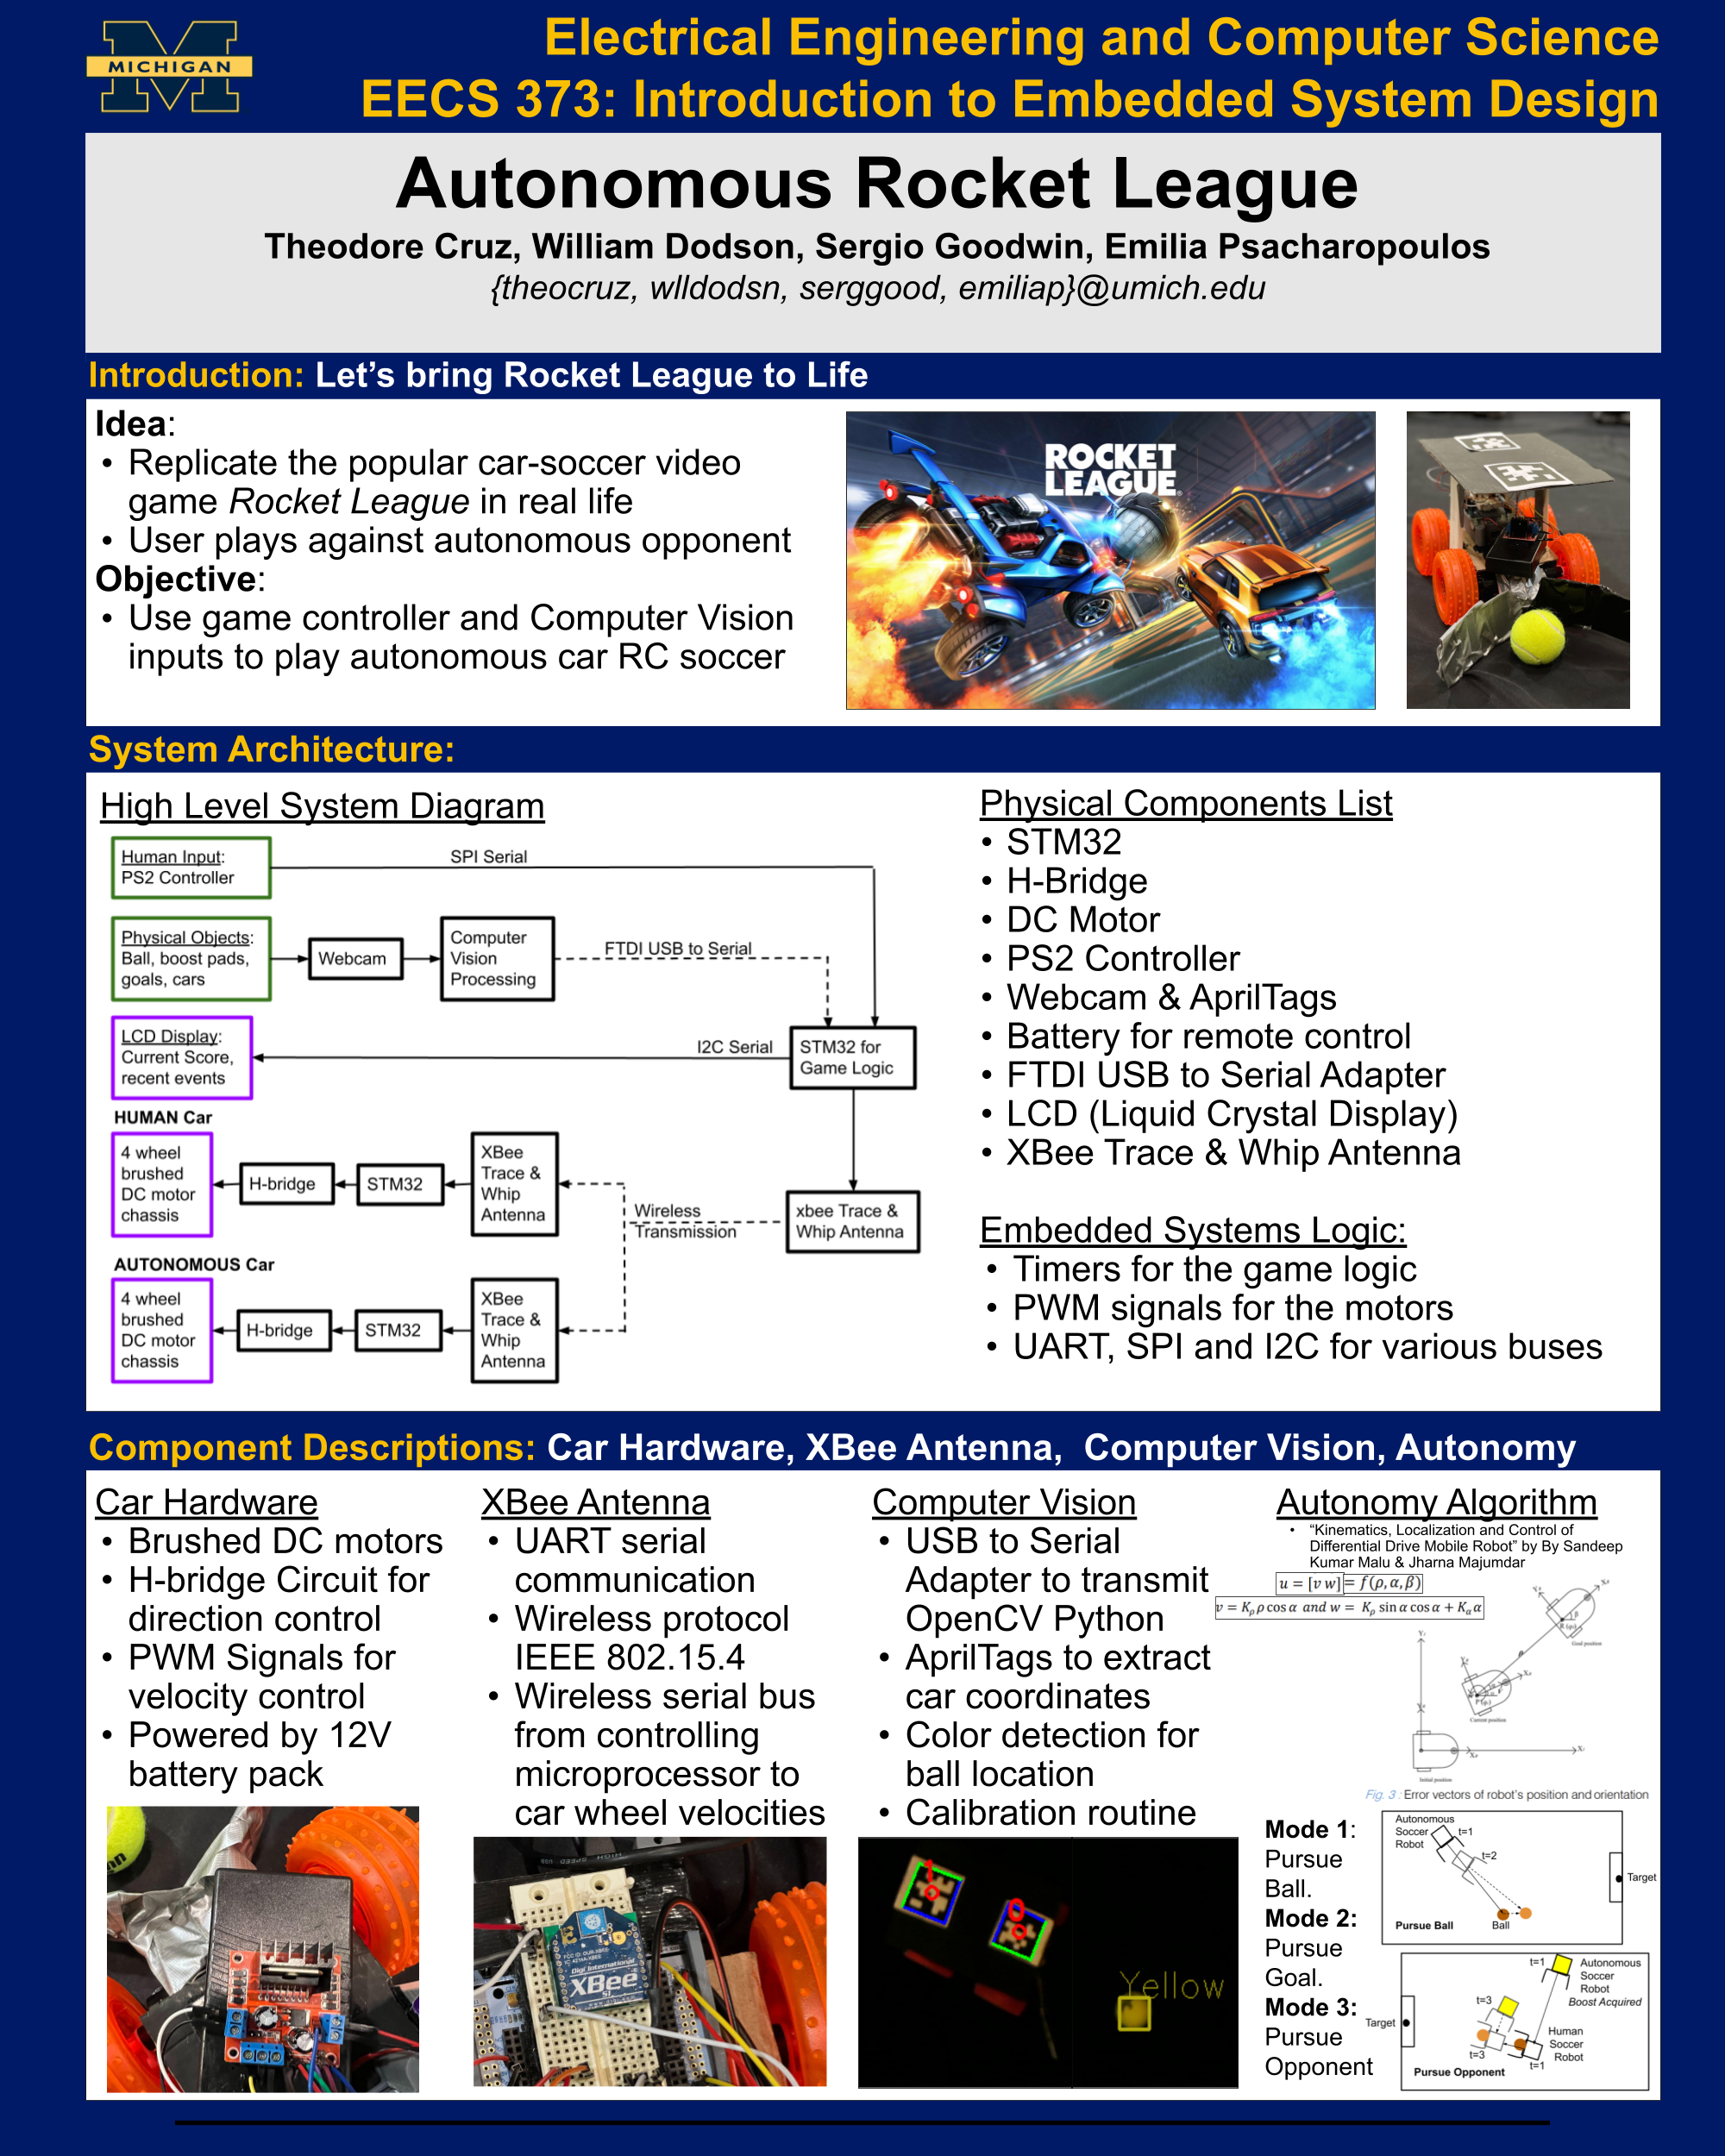 MICHIGAN
Electrical Engineering and Computer Science
EECS 373: Introduction to Embedded System Design
Autonomous Rocket League
Theodore Cruz, William Dodson, Sergio Goodwin, Emilia Psacharopoulos
{theocruz, wlldodsn, serggood, emiliap}@umich.edu
Introduction: Let’s bring Rocket League to Life
Idea:
• Replicate the popular car-soccer video
game Rocket League in real life
• User plays against autonomous opponent
Objective:
• Use game controller and Computer Vision
inputs to play autonomous car RC soccer
ROCKET
LEAGUE
System Architecture:
High Level System Diagram
Human Input:
PS2 Controller
SPI Serial
Physical Objects:
Ball, boost pads,
goals, cars
Webcam
Computer
Vision
Processing
FTDI USB to Serial
LCD Display:
Current Score,
recent events
I2C Serial
STM32 for
Game Logic
HUMAN Car
4 wheel
brushed
DC motor
chassis
H-bridge
STM32
XBee
Trace &
Whip
Antenna
Wireless
Transmission
xbee Trace &
Whip Antenna
AUTONOMOUS Car
4 wheel
brushed
DC motor
chassis
H-bridge
STM32
XBee
Trace &
Whip
Antenna
Physical Components List
• STM32
• H-Bridge
• DC Motor
• PS2 Controller
• Webcam & AprilTags
• Battery for remote control
• FTDI USB to Serial Adapter
• LCD (Liquid Crystal Display)
• XBee Trace & Whip Antenna
Embedded Systems Logic:
• Timers for the game logic
• PWM signals for the motors
• UART, SPI and I2C for various buses
Component Descriptions: Car Hardware, XBee Antenna, Computer Vision, Autonomy
Car Hardware
• Brushed DC motors
• H-bridge Circuit for
direction control
• PWM Signals for
velocity control
• Powered by 12V
battery pack
XBee Antenna
• UART serial
communication
• Wireless protocol
IEEE 802.15.4
• Wireless serial bus
from controlling
microprocessor to
car wheel velocities
Digi International
XBee
S1
Computer Vision
• USB to Serial
Adapter to transmit
OpenCV Python
• AprilTags to extract
car coordinates
• Color detection for
ball location
• Calibration routine
Yellow
Autonomy Algorithm
• “Kinematics, Localization and Control of
Differential Drive Mobile Robot” by By Sandeep
Kumar Malu & Jharna Majumdar
u = [v w] = f(ρ, α, β)
v = Kρ ρ cos α and w = Kρ sin α cos α + Kα α
Goal position
Current position
Initial position
Fig. 3 : Error vectors of robot's position and orientation
Mode 1:
Pursue
Ball.
Mode 2:
Pursue
Goal.
Mode 3:
Pursue
Opponent
Autonomous
Soccer
Robot
t=1
t=2
Target
Pursue Ball
Ball
t=1
Autonomous
Soccer
Robot
Boost Acquired
t=3
Target
Human
Soccer
Robot
t=3
t=1
Pursue Opponent